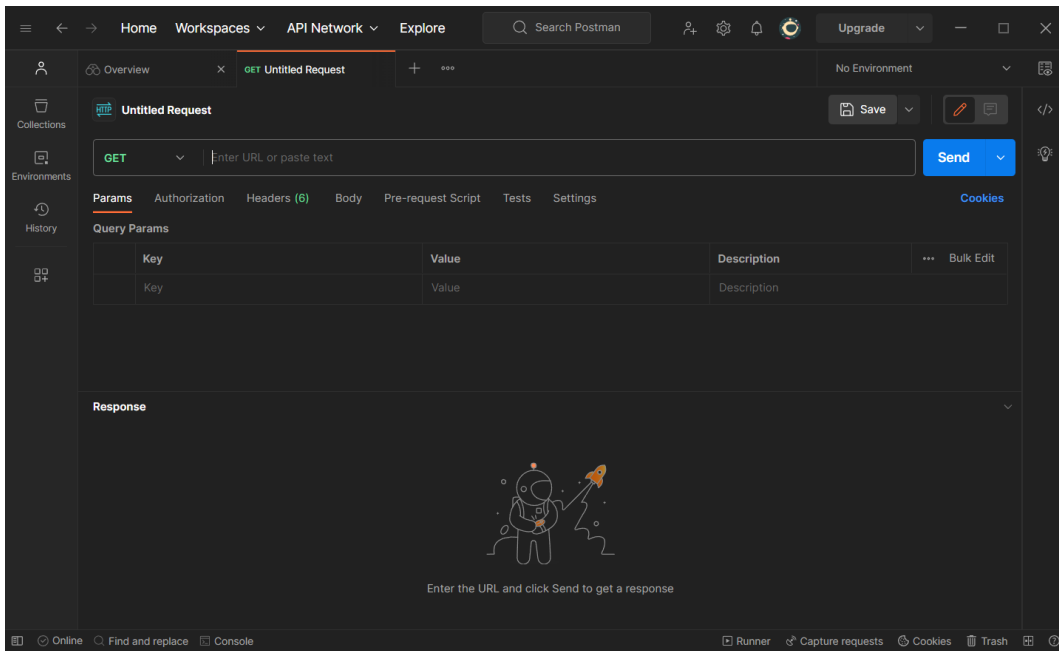 Home Workspaces API Network Explore Search Postman Upgrade
Overview GET Untitled Request No Environment
HTTP Untitled Request Save
Collections
GET Enter URL or paste text Send
Environments
Params Authorization Headers (6) Body Pre-request Script Tests Settings Cookies
History
Query Params
Key Value Description Bulk Edit
Key Value Description
Response
Enter the URL and click Send to get a response
Online Find and replace Console Runner Capture requests Cookies Trash